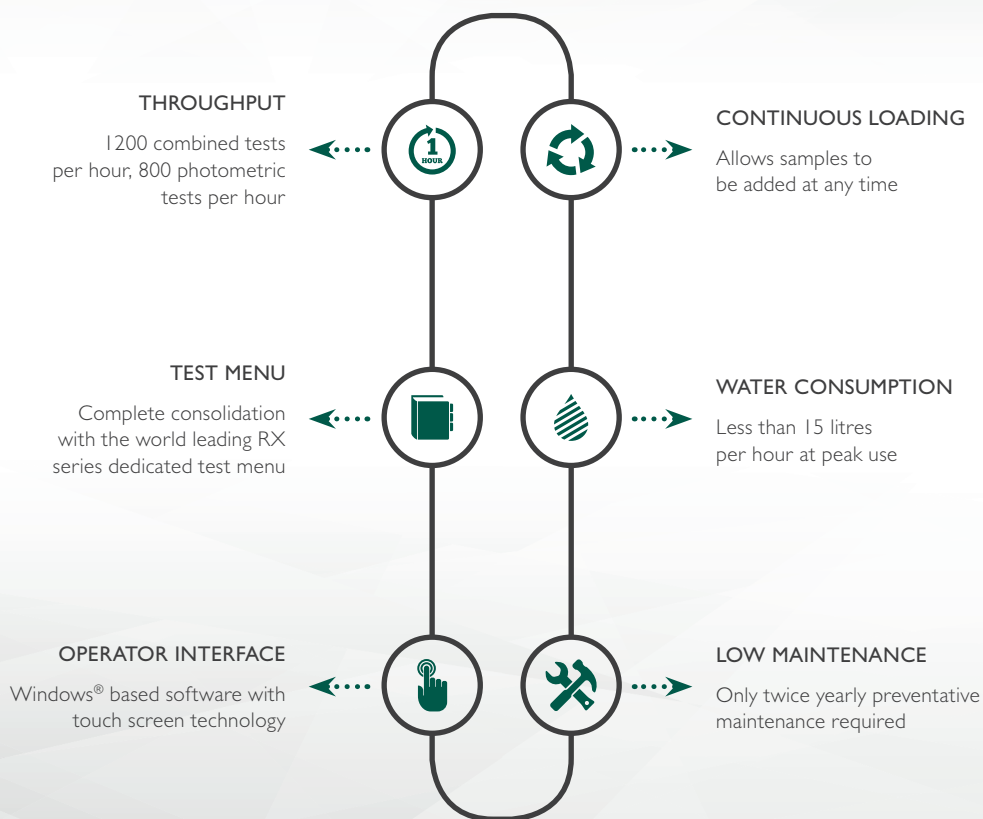 THROUGHPUT
1200 combined tests
per hour, 800 photometric
tests per hour
1
HOUR
CONTINUOUS LOADING
Allows samples to
be added at any time
TEST MENU
Complete consolidation
with the world leading RX
series dedicated test menu
WATER CONSUMPTION
Less than 15 litres
per hour at peak use
OPERATOR INTERFACE
Windows® based software with
touch screen technology
LOW MAINTENANCE
Only twice yearly preventative
maintenance required